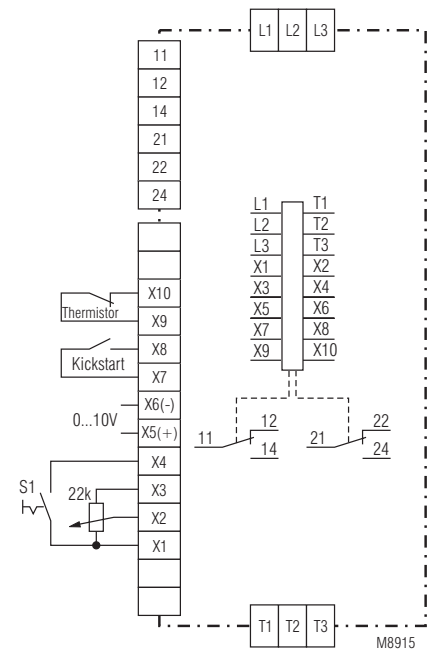 L1 L2 L3
11
12
14
21
22
24
L1 T1
L2 T2
L3 T3
X1 X2
X3 X4
X5 X6
X7 X8
X9 X10
X10
Thermistor
X9
X8
Kickstart
X7
X6(-)
0...10V
X5(+)
X4
S1
22k
X3
X2
X1
11 12 14
21 22 24
T1 T2 T3
M8915